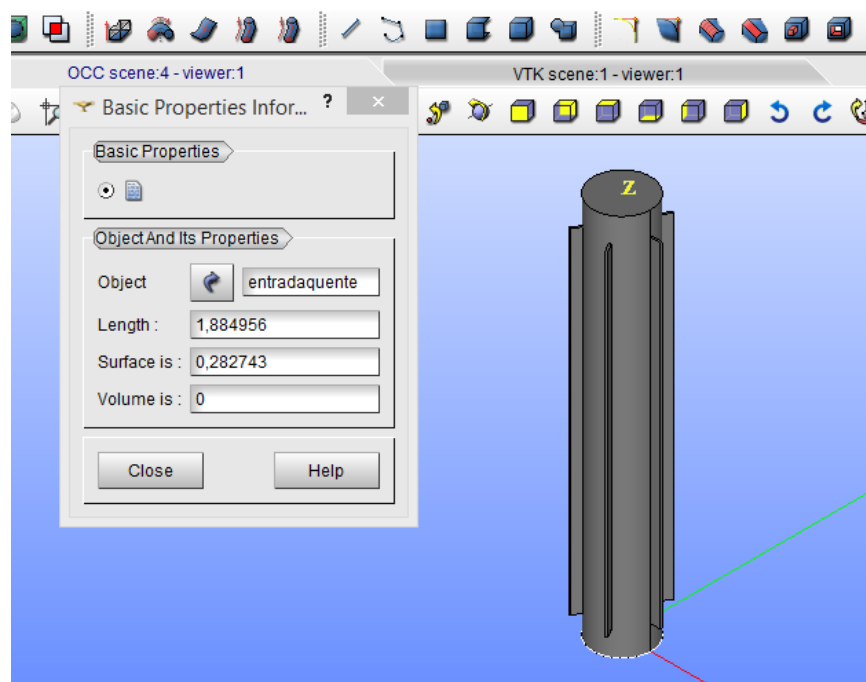 OCC scene:4 - viewer:1
VTK scene:1 - viewer:1
Basic Properties Infor... ? ×
Basic Properties
Object And Its Properties
Object entradaquente
Length : 1,884956
Surface is : 0,282743
Volume is : 0
Close Help
Z